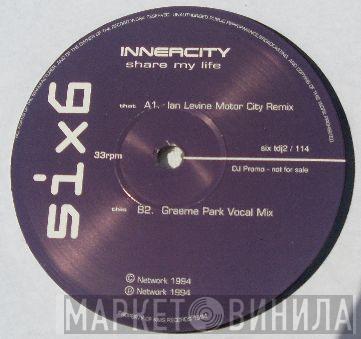 INNERCITY
share my life
that A1. Ian Levine Motor City Remix
six6
33rpm
six tdj2 / 114
DJ Promo - not for sale
this B2. Graeme Park Vocal Mix
© Network 1994
℗ Network 1994
МАРКЕТ ВИНИЛА